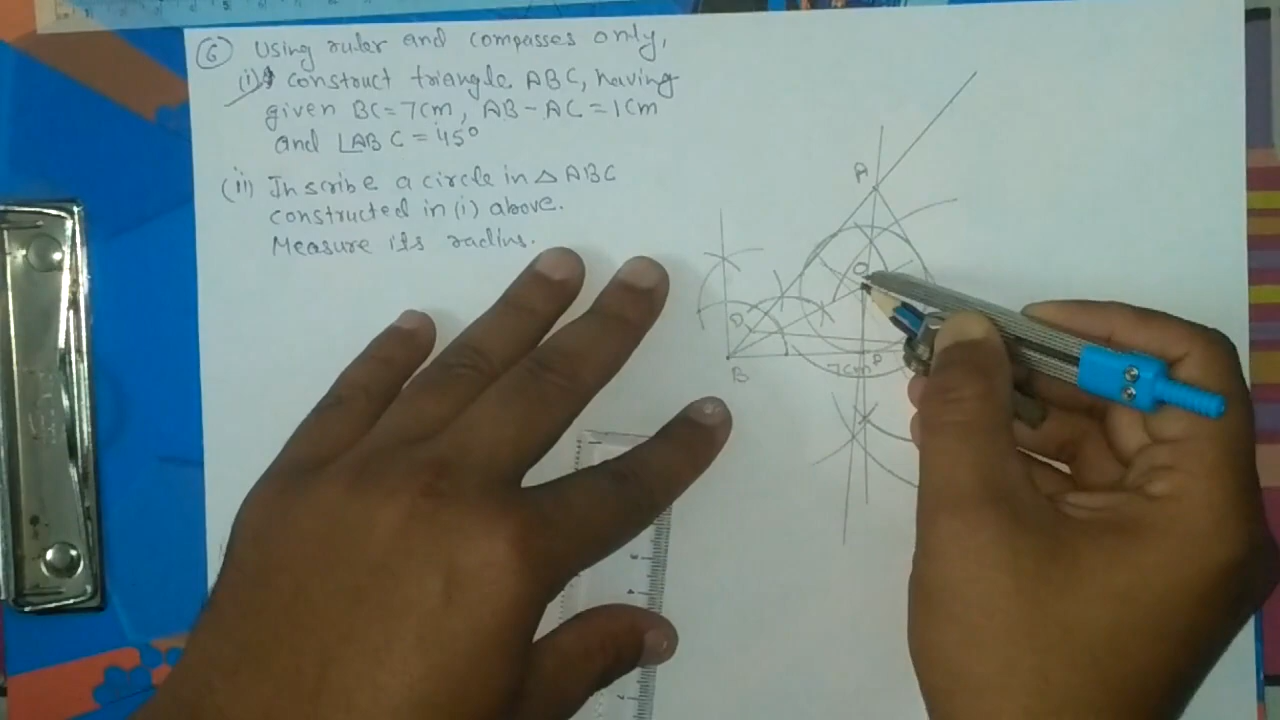 6 Using ruler and compasses only,
(i) construct triangle ABC, having
given BC = 7cm, AB - AC = 1cm
and ∠ABC = 45°
(ii) Inscribe a circle in △ ABC
constructed in (i) above.
Measure its radius.
A
O
D
B
7cm
P